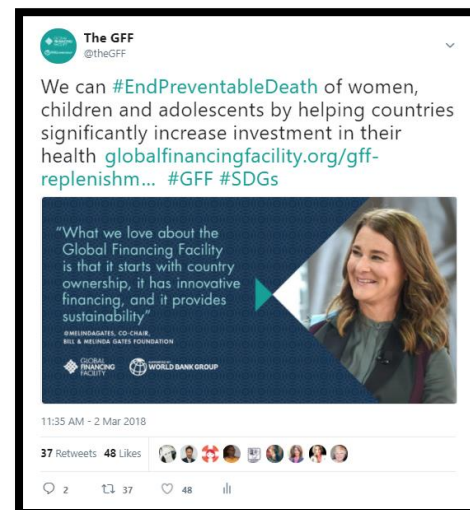 The GFF
@theGFF
We can #EndPreventableDeath of women,
children and adolescents by helping countries
significantly increase investment in their
health globalfinancingfacility.org/gff-
replenishm... #GFF #SDGs
“What we love about the
Global Financing Facility
is that it starts with country
ownership, it has innovative
financing, and it provides
sustainability”
@MELINDAGATES, CO-CHAIR,
BILL & MELINDA GATES FOUNDATION
GLOBAL
FINANCING
FACILITY
WORLD BANK GROUP
11:35 AM - 2 Mar 2018
37 Retweets 48 Likes
2 37 48